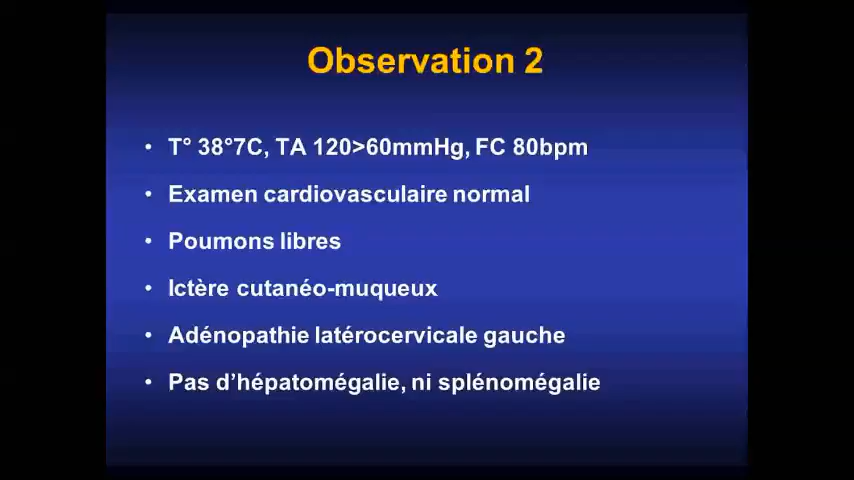 Observation 2
• T° 38°7C, TA 120>60mmHg, FC 80bpm
• Examen cardiovasculaire normal
• Poumons libres
• Ictère cutanéo-muqueux
• Adénopathie latérocervicale gauche
• Pas d’hépatomégalie, ni splénomégalie